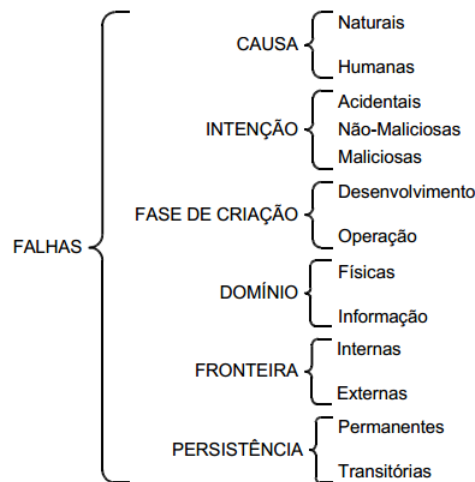 Naturais
CAUSA
Humanas
Acidentais
INTENÇÃO
Não-Maliciosas
Maliciosas
Desenvolvimento
FASE DE CRIAÇÃO
Operação
FALHAS
Físicas
DOMÍNIO
Informação
Internas
FRONTEIRA
Externas
Permanentes
PERSISTÊNCIA
Transitórias